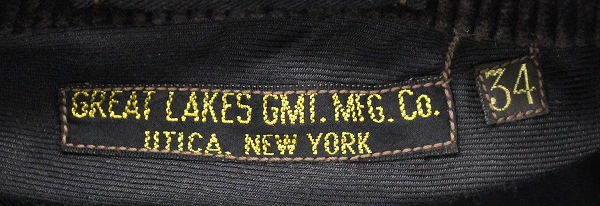 GREAT LAKES GMT. MFG. Co.
UTICA, NEW YORK
34